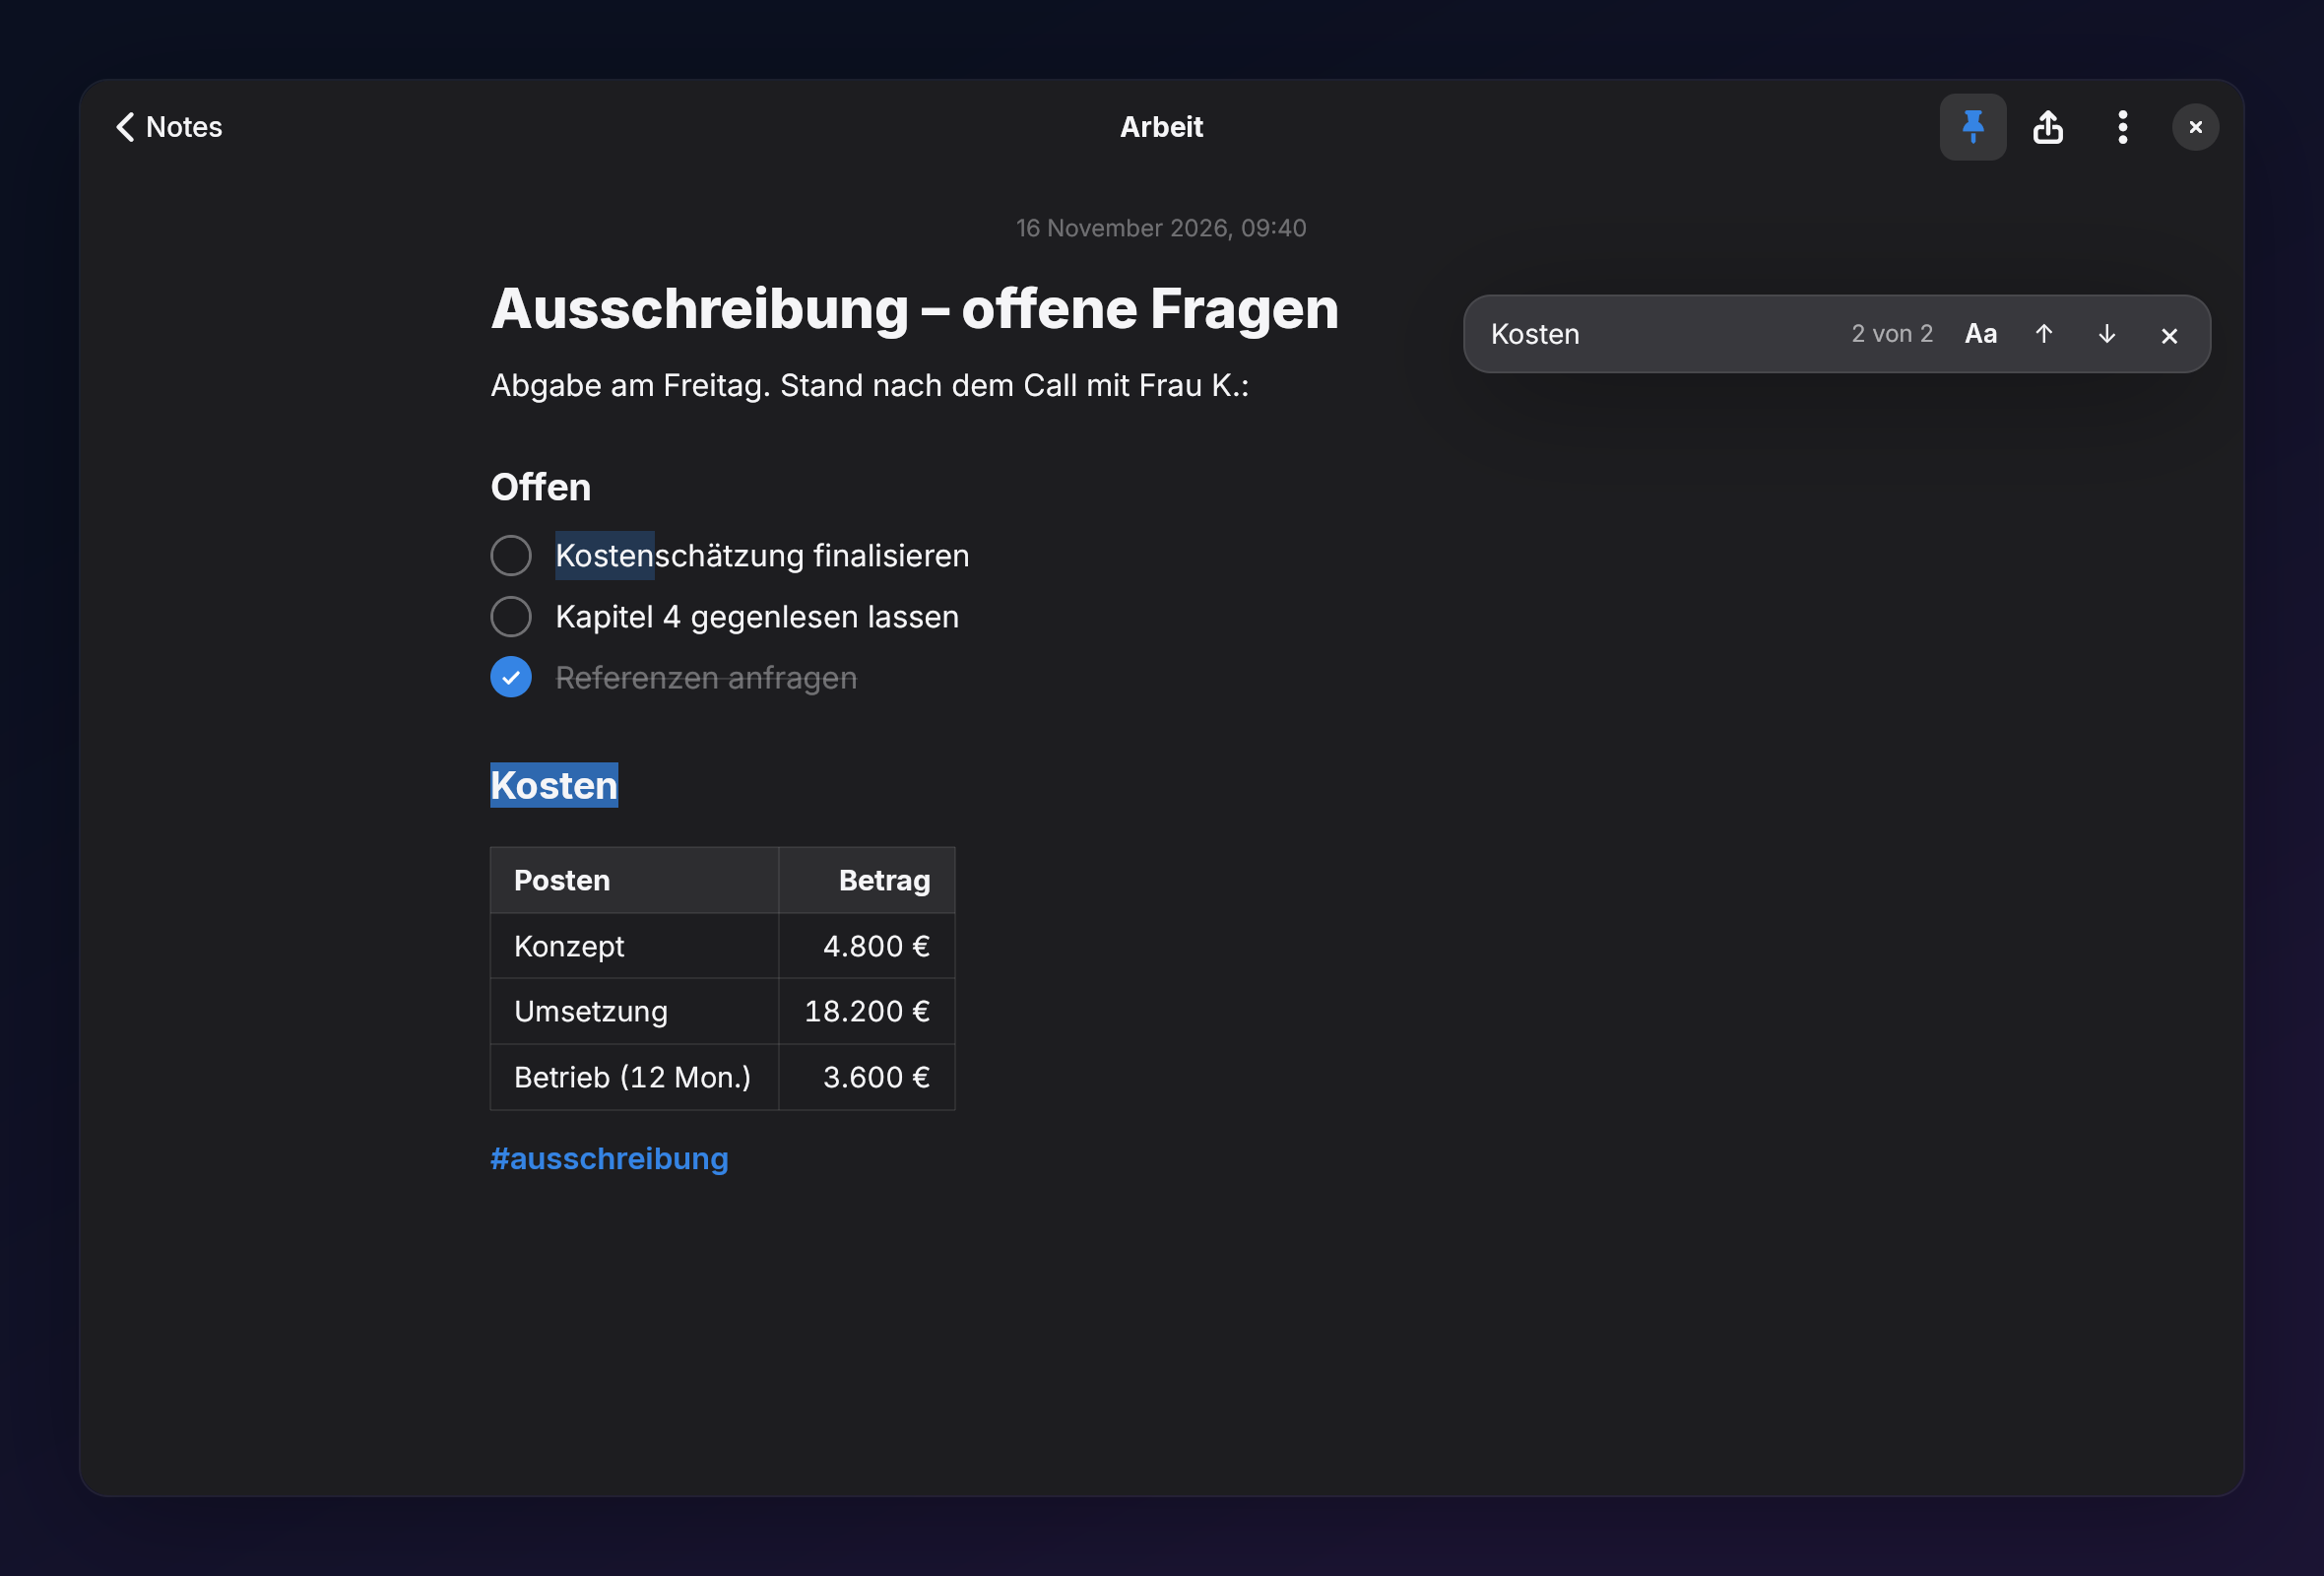 Notes
Arbeit
16 November 2026, 09:40
Ausschreibung – offene Fragen
Kosten 2 von 2 Aa
Abgabe am Freitag. Stand nach dem Call mit Frau K.:
Offen
Kostenschätzung finalisieren
Kapitel 4 gegenlesen lassen
Referenzen anfragen
Kosten
Posten Betrag
Konzept 4.800 €
Umsetzung 18.200 €
Betrieb (12 Mon.) 3.600 €
#ausschreibung